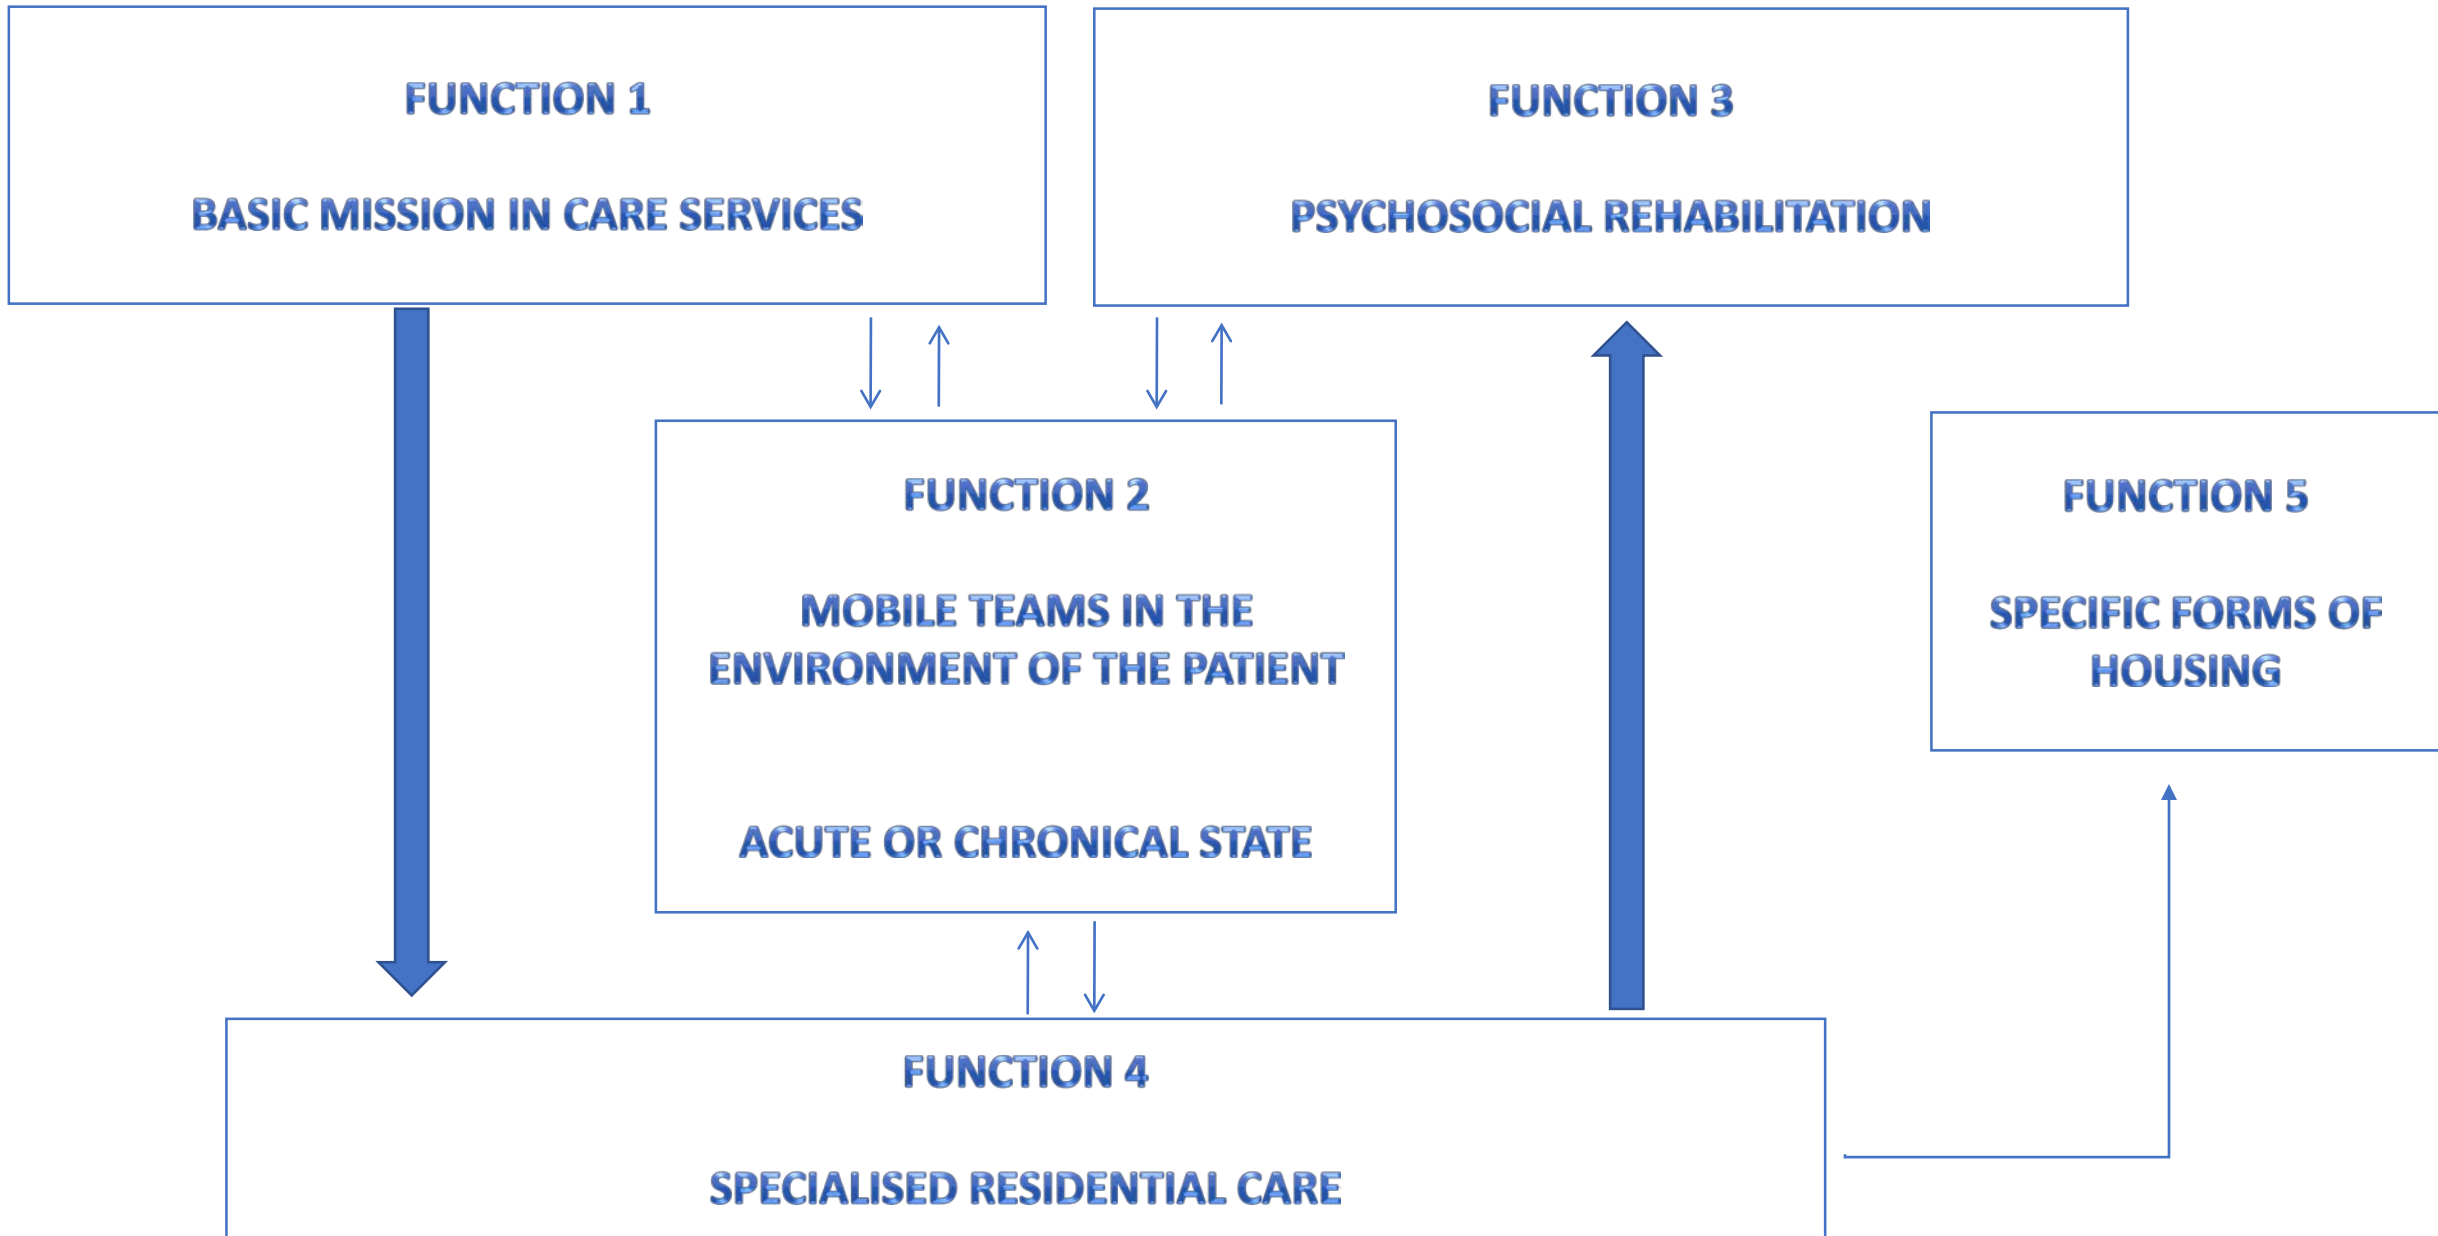 FUNCTION 1
BASIC MISSION IN CARE SERVICES
FUNCTION 3
PSYCHOSOCIAL REHABILITATION
FUNCTION 2
MOBILE TEAMS IN THE
ENVIRONMENT OF THE PATIENT
ACUTE OR CHRONICAL STATE
FUNCTION 5
SPECIFIC FORMS OF
HOUSING
FUNCTION 4
SPECIALISED RESIDENTIAL CARE